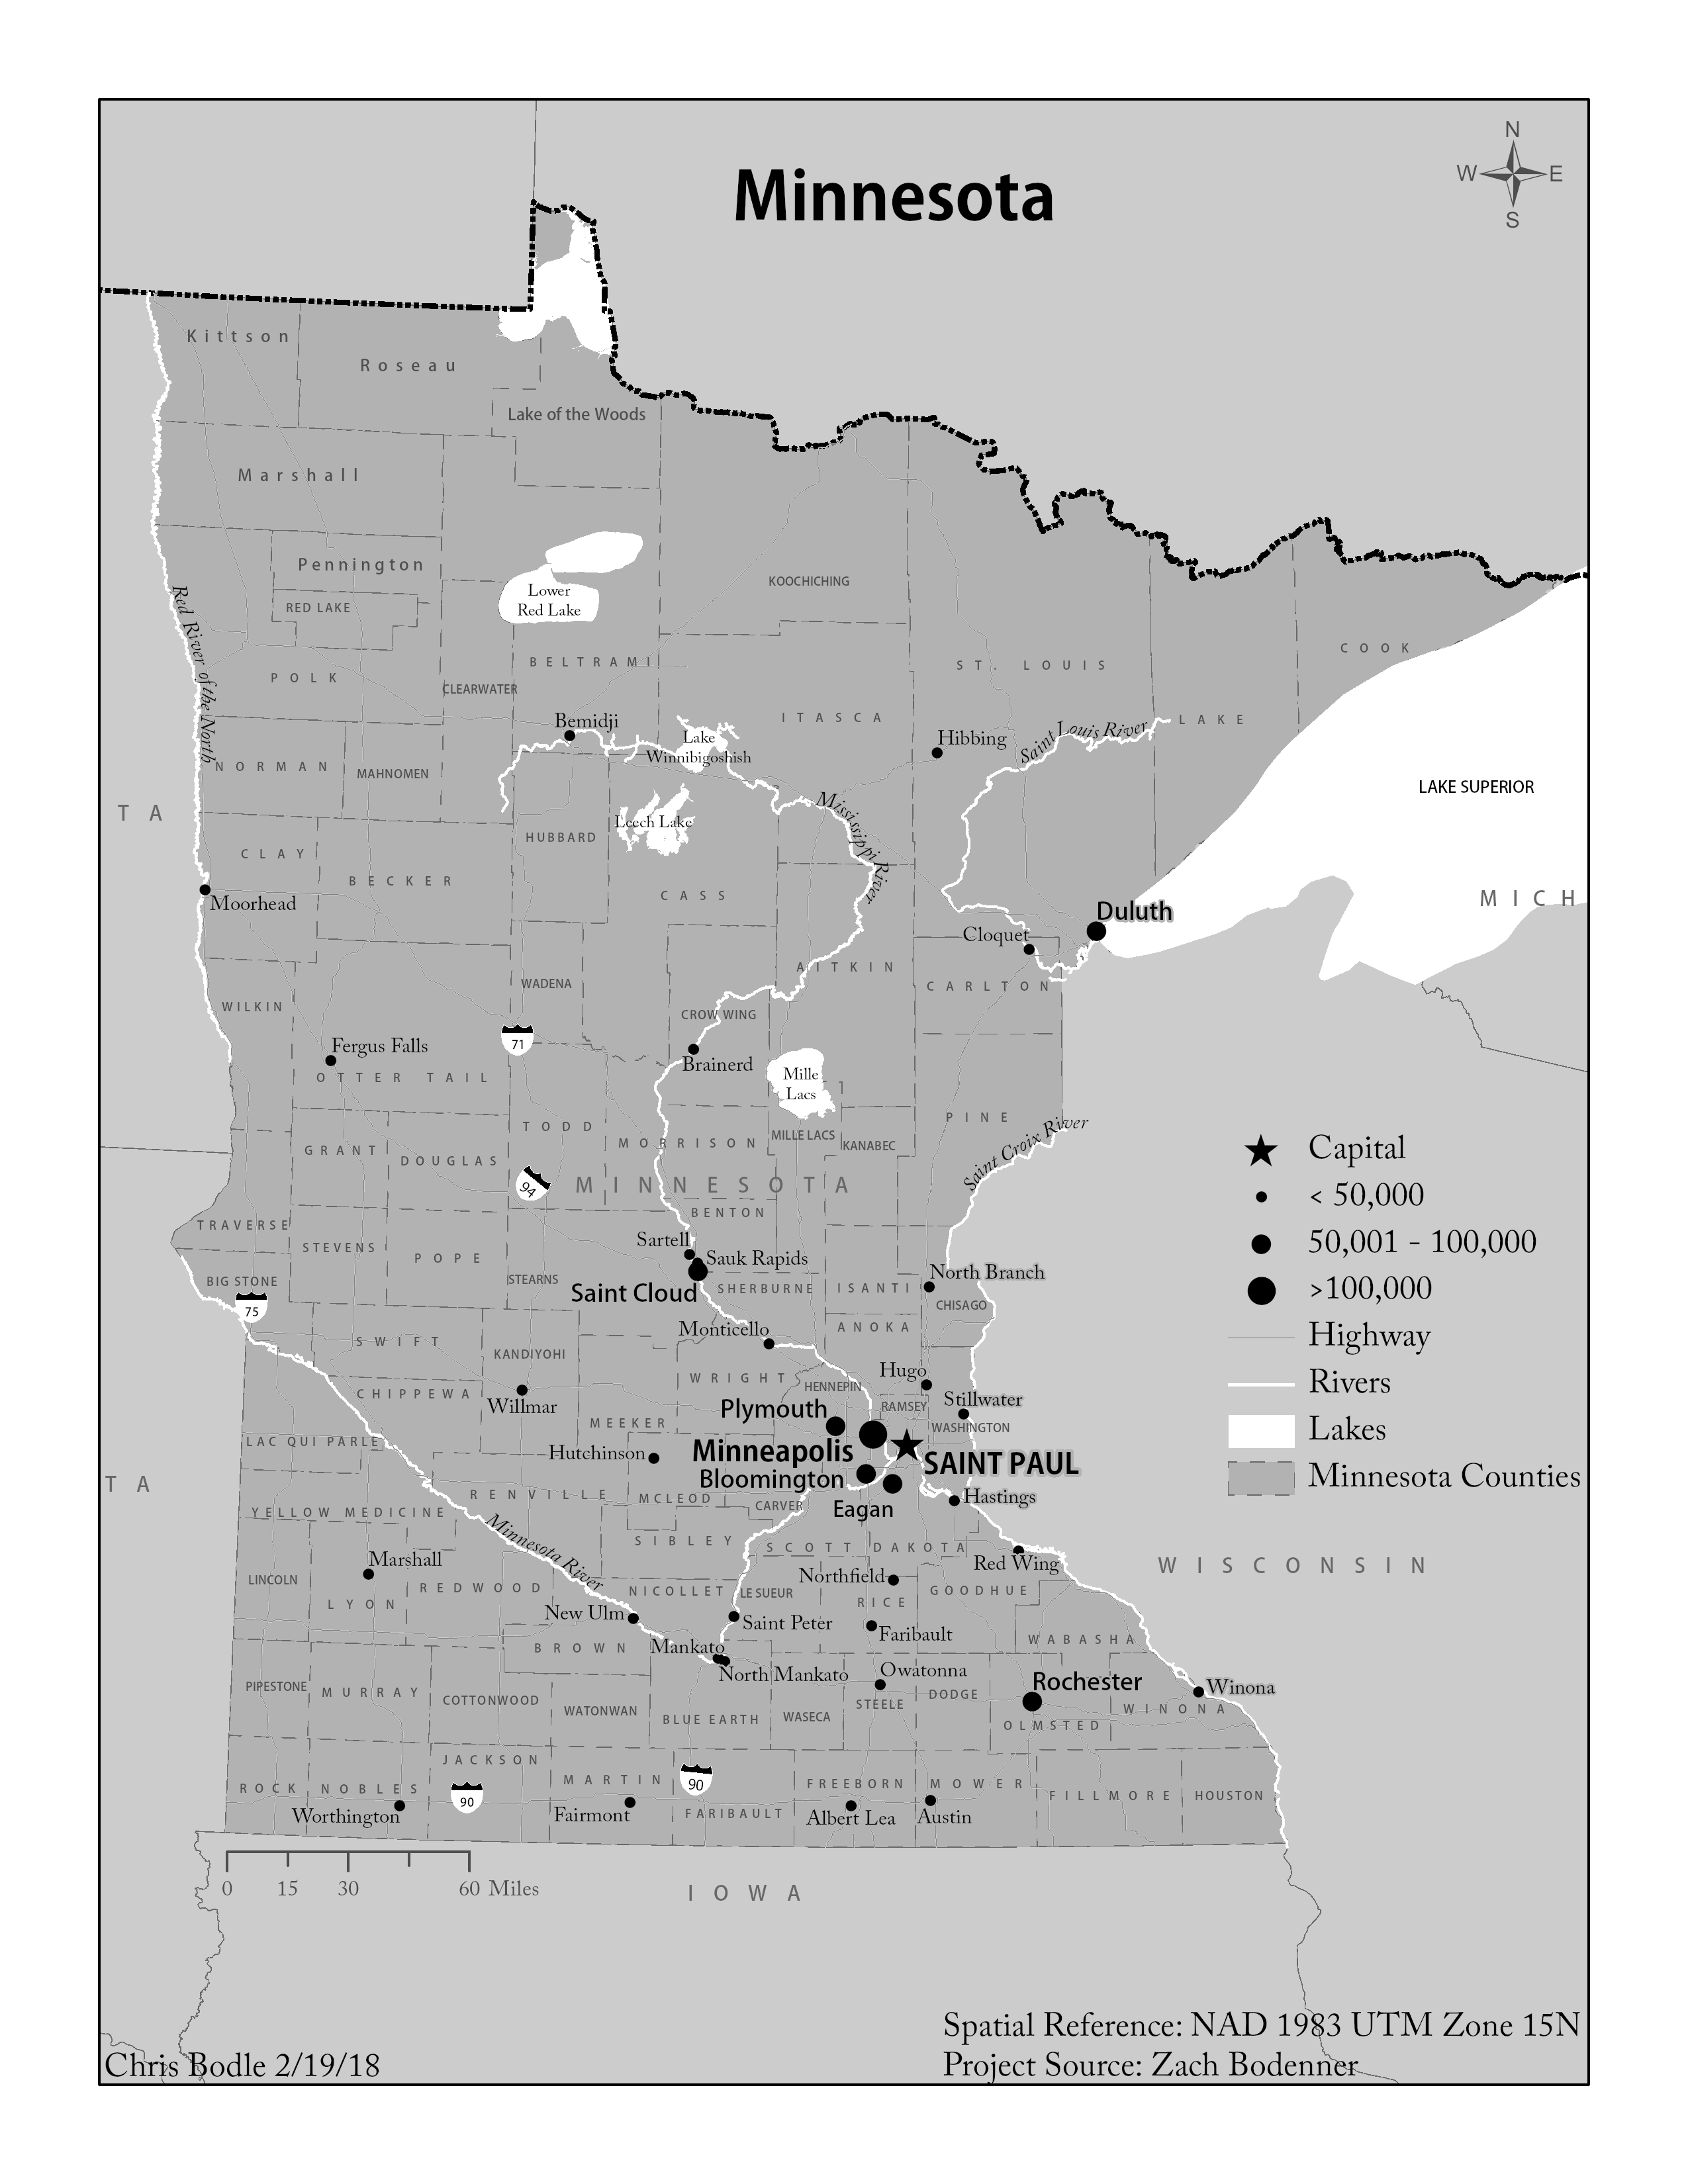 Minnesota
N
W E
S
Kittson
Roseau
Lake of the Woods
Marshall
Pennington
RED LAKE
Lower
Red Lake
KOOCHICHING
Red River of the North
POLK
CLEARWATER
BELTRAMI
ST. LOUIS
COOK
ITASCA
LAKE
Bemidji
Hibbing
Saint Louis River
Lake
Winnibigoshish
NORMAN
MAHNOMEN
LAKE SUPERIOR
TA
Mississippi River
Leech Lake
HUBBARD
CLAY
BECKER
CASS
MICH
Moorhead
Duluth
Cloquet
AITKIN
WADENA
CARLTON
WILKIN
CROW WING
71
Fergus Falls
Brainerd
OTTER TAIL
Mille
Lacs
TODD
PINE
Saint Croix River
MORRISON
MILLE LACS
KANABEC
GRANT
DOUGLAS
94
MINNESOTA
BENTON
TRAVERSE
STEVENS
POPE
Sartell
Sauk Rapids
STEARNS
BIG STONE
Saint Cloud
SHERBURNE
ISANTI
North Branch
CHISAGO
75
ANOKA
Monticello
SWIFT
KANDIYOHI
WRIGHT
HENNEPIN
Hugo
CHIPPEWA
Willmar
Stillwater
RAMSEY
Plymouth
MEEKER
WASHINGTON
LAC QUI PARLE
Hutchinson
Minneapolis
SAINT PAUL
Bloomington
TA
RENVILLE
MCLEOD
CARVER
Eagan
Hastings
YELLOW MEDICINE
Minnesota River
SIBLEY
SCOTT
DAKOTA
Marshall
Red Wing
WISCONSIN
LINCOLN
LYON
REDWOOD
NICOLLET
LE SUEUR
Northfield
GOODHUE
RICE
New Ulm
Saint Peter
Faribault
BROWN
Mankato
WABASHA
North Mankato
Owatonna
Rochester
Winona
PIPESTONE
MURRAY
COTTONWOOD
WATONWAN
BLUE EARTH
WASECA
STEELE
DODGE
OLMSTED
WINONA
JACKSON
ROCK
NOBLES
90
MARTIN
90
FARIBAULT
FREEBORN
MOWER
FILLMORE
HOUSTON
Worthington
Fairmont
Albert Lea
Austin
0 15 30 60 Miles
IOWA
Capital
< 50,000
50,001 - 100,000
>100,000
Highway
Rivers
Lakes
Minnesota Counties
Spatial Reference: NAD 1983 UTM Zone 15N
Chris Bodle 2/19/18
Project Source: Zach Bodenner